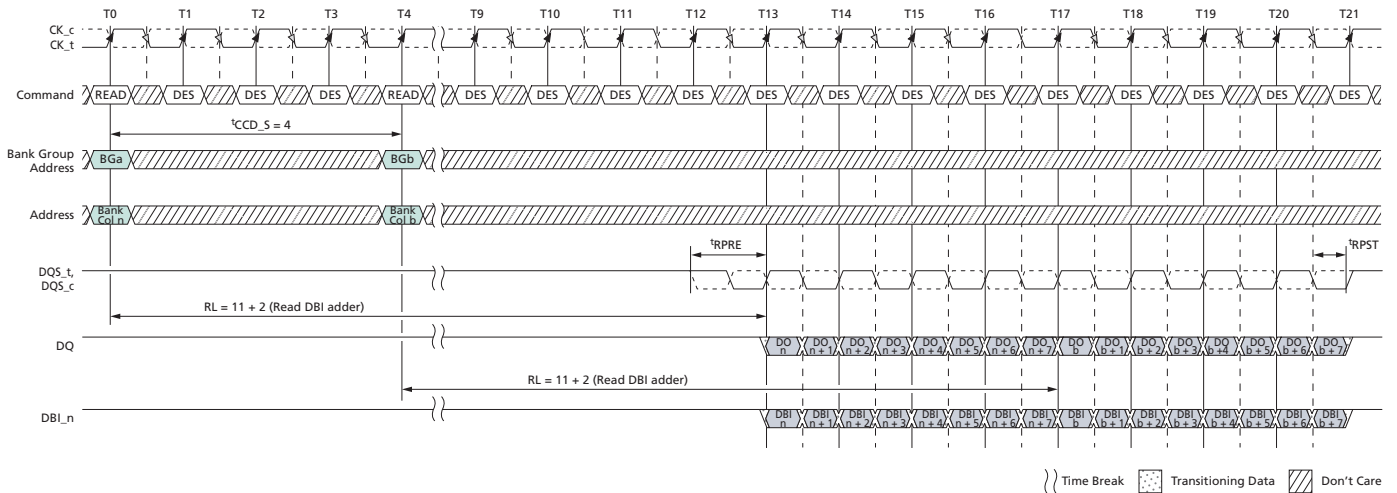 T0 T1 T2 T3 T4 T9 T10 T11 T12 T13 T14 T15 T16 T17 T18 T19 T20 T21
CK_c
CK_t
Command READ DES DES DES READ DES DES DES DES DES DES DES DES DES DES DES DES DES
tCCD_S = 4
Bank Group
Address
BGa BGb
Address
Bank
Col n
Bank
Col b
tRPRE tRPST
DQS_t,
DQS_c
RL = 11 + 2 (Read DBI adder)
DQ
DO DO DO DO DO DO DO DO DO DO DO DO DQ DO DO DO
n n + 1 n + 2 n + 3 n + 4 n + 5 n + 6 n + 7 b b + 1 b + 2 b + 3 b +4 b + 5 b + 6 b + 7
RL = 11 + 2 (Read DBI adder)
DBI_n
DBI DBI DBI DBI DBI DBI DBI DBI DBI DBI DBI DBI DBI DBI DBI DBI
n n + 1 n + 2 n + 3 n + 4 n + 5 n + 6 n + 7 b b + 1 b + 2 b + 3 b + 4 b + 5 b + 6 b + 7
Time Break Transitioning Data Don't Care